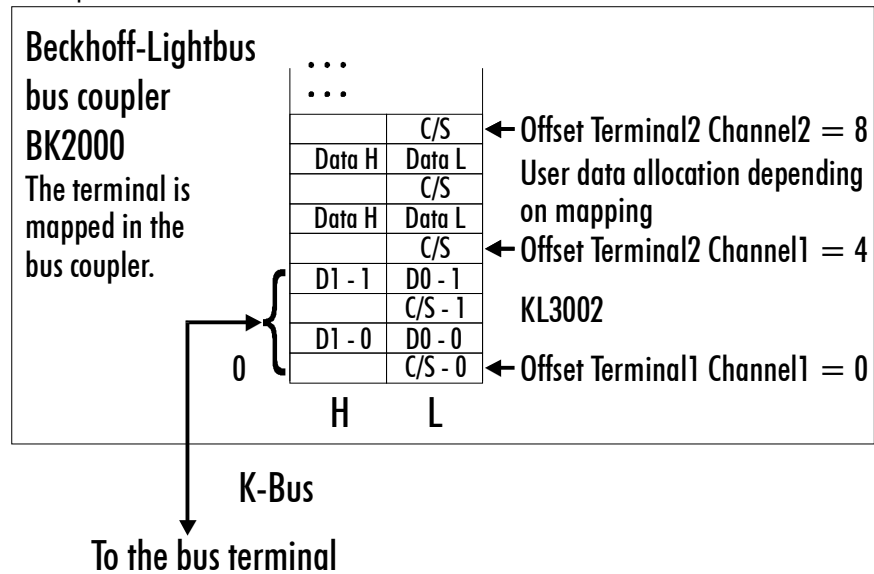 Beckhoff-Lightbus
bus coupler
BK2000
The terminal is
mapped in the
bus coupler.
...
...
C/S
Offset Terminal2 Channel2 = 8
Data H Data L
User data allocation depending
on mapping
C/S
Data H Data L
C/S
Offset Terminal2 Channel1 = 4
D1 - 1 D0 - 1
C/S - 1
KL3002
D1 - 0 D0 - 0
0
C/S - 0
Offset Terminal1 Channel1 = 0
H L
K-Bus
To the bus terminal